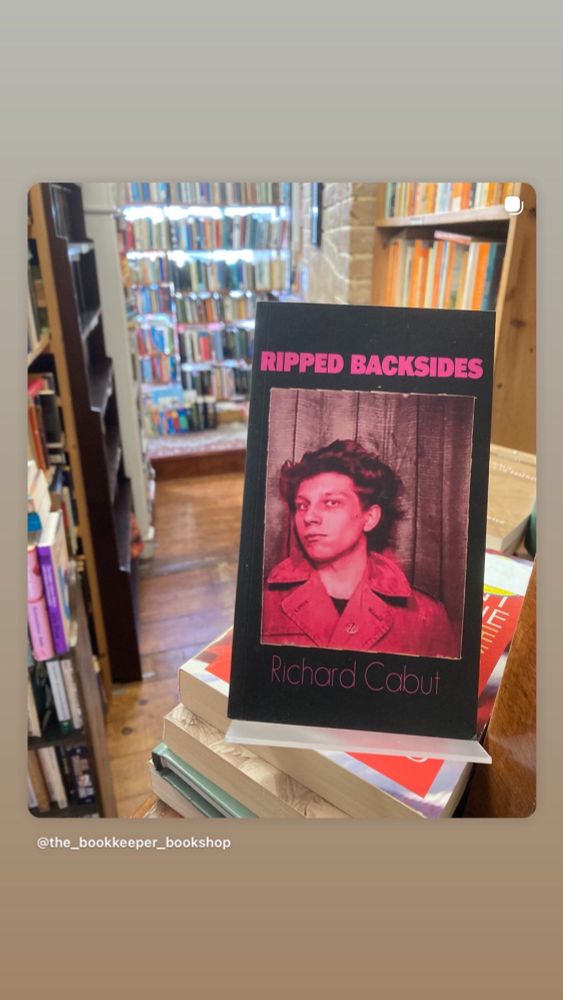 RIPPED BACKSIDES
Richard Cabut
@the_bookkeeper_bookshop